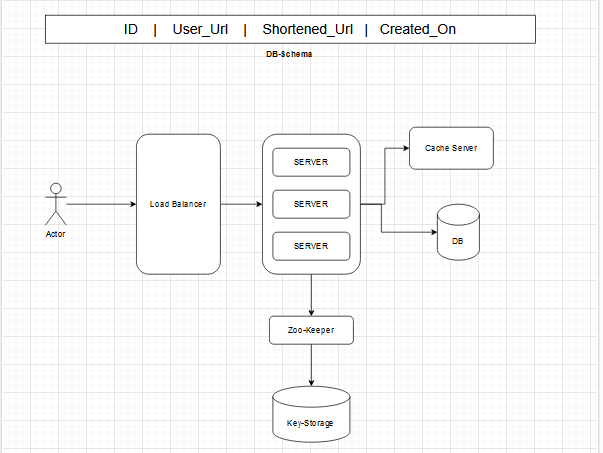 ID | User_Url | Shortened_Url | Created_On
DB-Schema
Cache Server
SERVER
Load Balancer
SERVER
Actor
DB
SERVER
Zoo-Keeper
Key-Storage